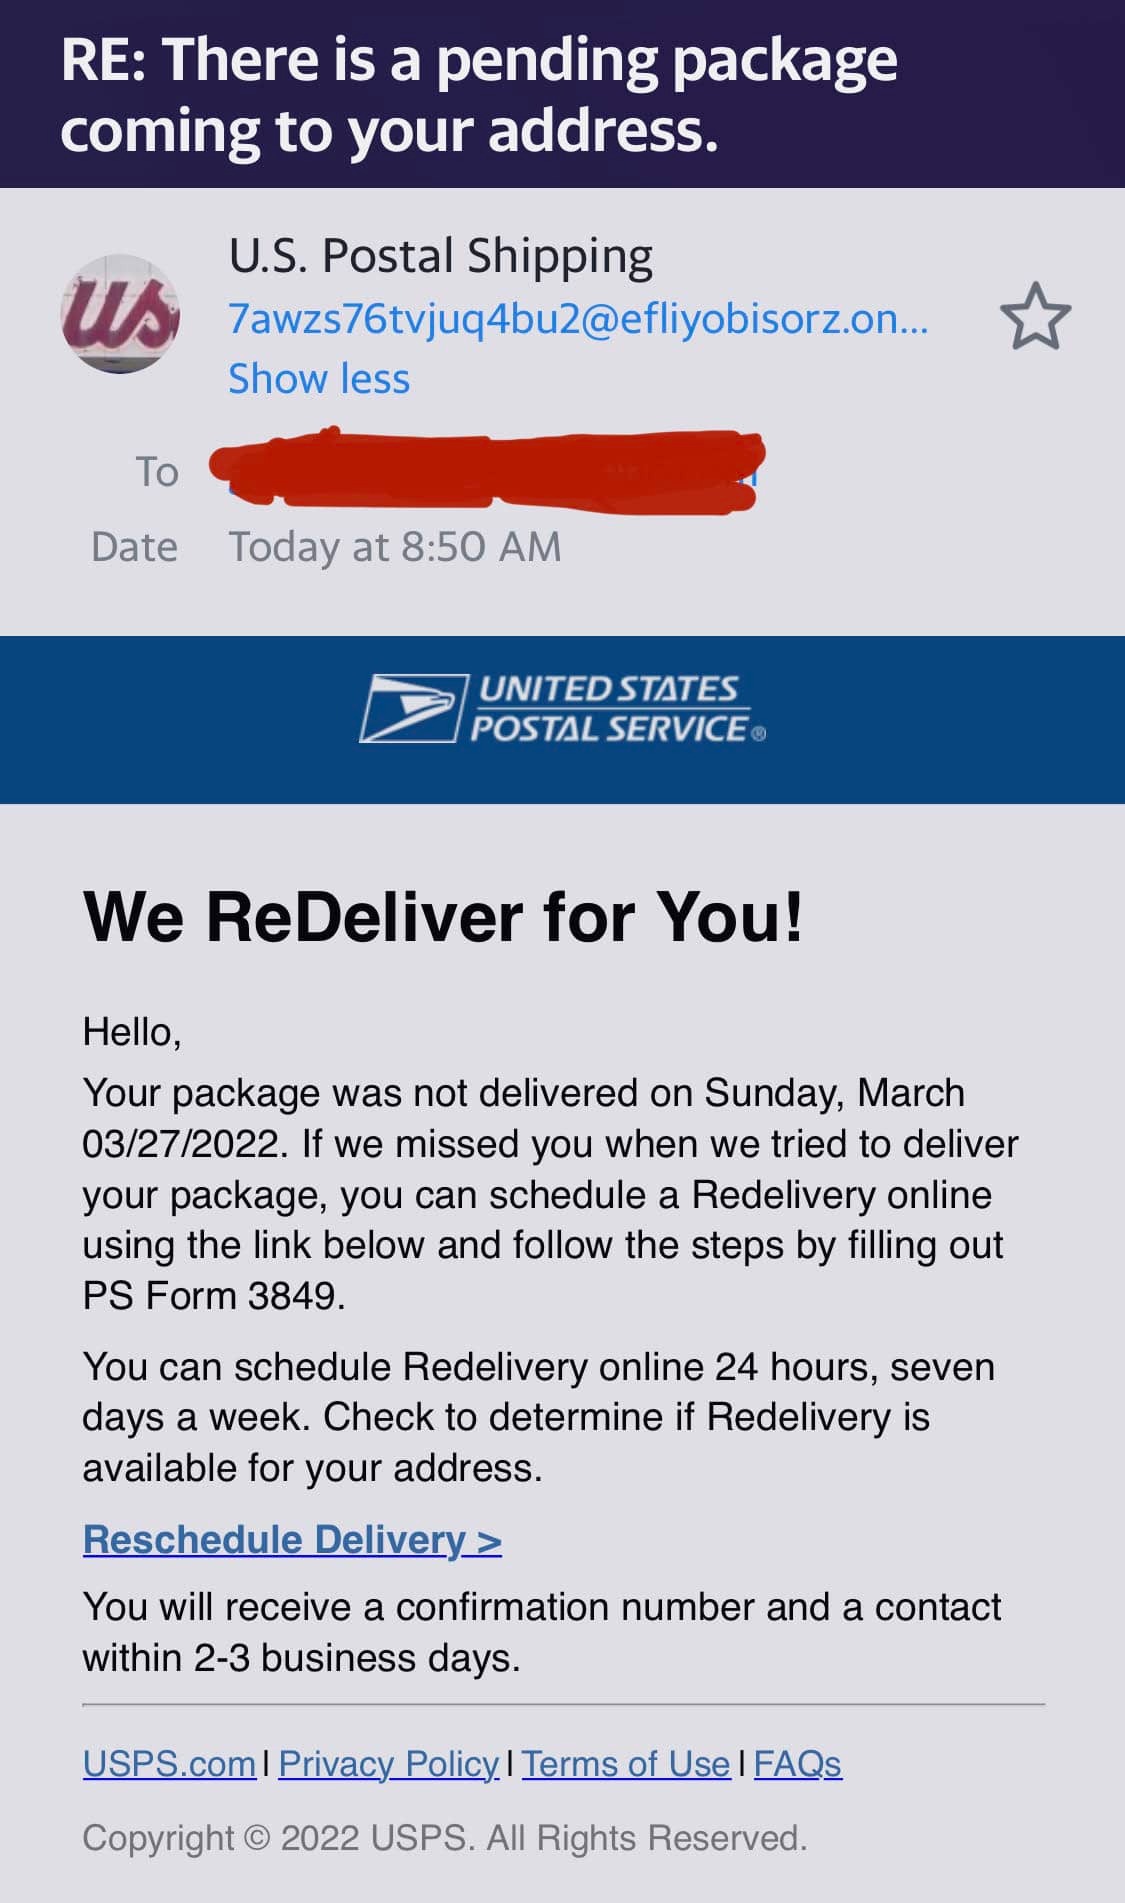 RE: There is a pending package
coming to your address.
us
U.S. Postal Shipping
7awzs76tvjuq4bu2@efliyobisorz.on...
Show less
To
Date Today at 8:50 AM
UNITED STATES
POSTAL SERVICE®
We ReDeliver for You!
Hello,
Your package was not delivered on Sunday, March
03/27/2022. If we missed you when we tried to deliver
your package, you can schedule a Redelivery online
using the link below and follow the steps by filling out
PS Form 3849.
You can schedule Redelivery online 24 hours, seven
days a week. Check to determine if Redelivery is
available for your address.
Reschedule Delivery >
You will receive a confirmation number and a contact
within 2-3 business days.
USPS.com | Privacy Policy | Terms of Use | FAQs
Copyright © 2022 USPS. All Rights Reserved.